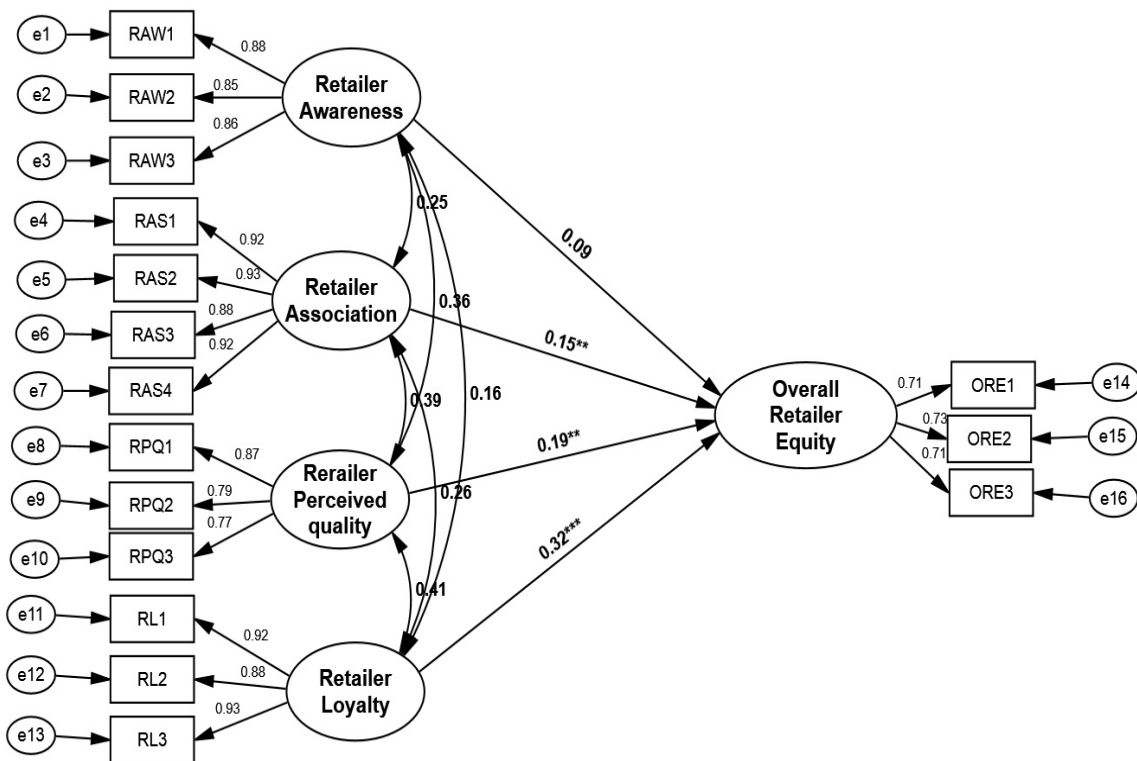 e1
RAW1
0.88
e2
RAW2
0.85
e3
RAW3
0.86
Retailer
Awareness
e4
RAS1
0.92
e5
RAS2
0.93
e6
RAS3
0.88
e7
RAS4
0.92
Retailer
Association
e8
RPQ1
0.87
e9
RPQ2
0.79
e10
RPQ3
0.77
Rerailer
Perceived
quality
e11
RL1
0.92
e12
RL2
0.88
e13
RL3
0.93
Retailer
Loyalty
0.25
0.36
0.16
0.39
0.26
0.41
0.09
0.15**
0.19**
0.32***
Overall
Retailer
Equity
0.71
ORE1
e14
0.73
ORE2
e15
0.71
ORE3
e16